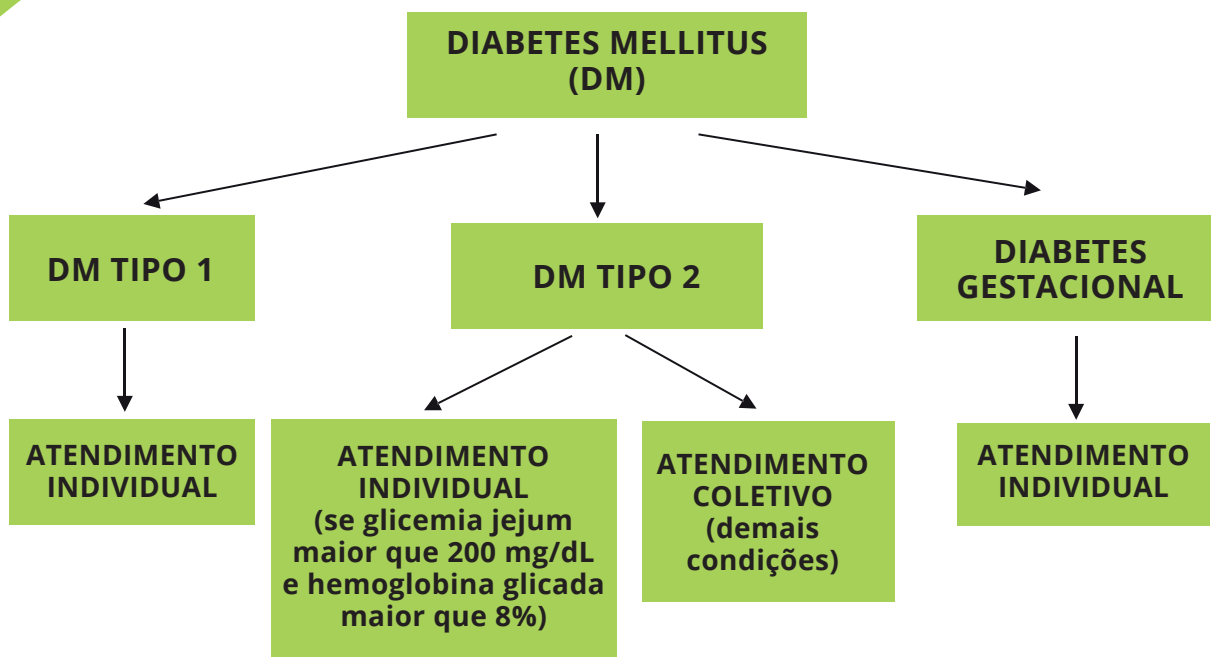 DIABETES MELLITUS
(DM)
DM TIPO 1
DM TIPO 2
DIABETES
GESTACIONAL
ATENDIMENTO
INDIVIDUAL
ATENDIMENTO
INDIVIDUAL
(se glicemia jejum
maior que 200 mg/dL
e hemoglobina glicada
maior que 8%)
ATENDIMENTO
COLETIVO
(demais
condições)
ATENDIMENTO
INDIVIDUAL